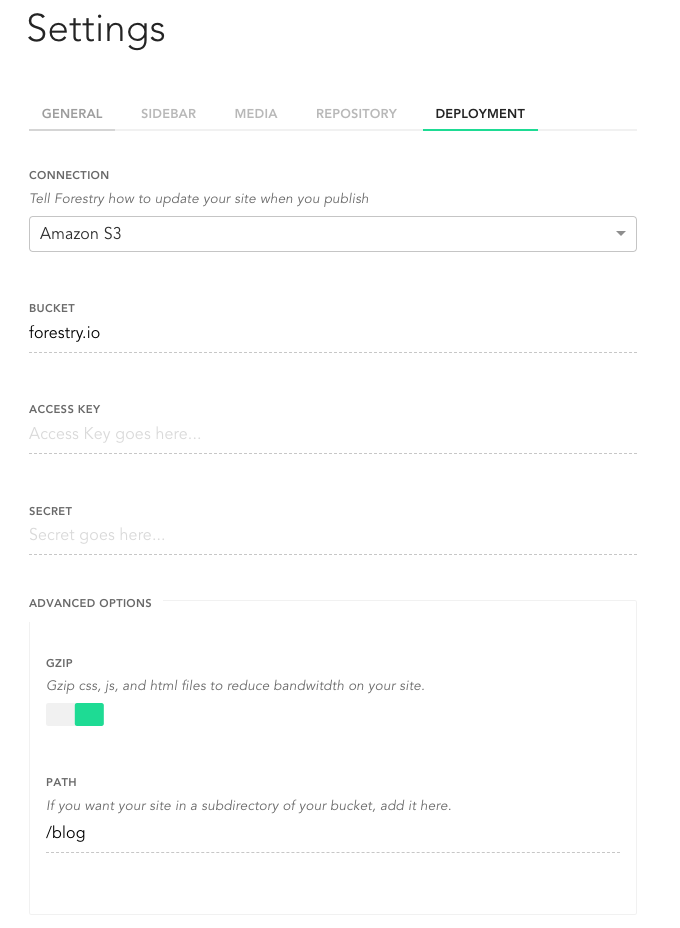 Settings
GENERAL SIDEBAR MEDIA REPOSITORY DEPLOYMENT
CONNECTION
Tell Forestry how to update your site when you publish
Amazon S3
BUCKET
forestry.io
ACCESS KEY
Access Key goes here...
SECRET
Secret goes here...
ADVANCED OPTIONS
GZIP
Gzip css, js, and html files to reduce bandwitdth on your site.
PATH
If you want your site in a subdirectory of your bucket, add it here.
/blog